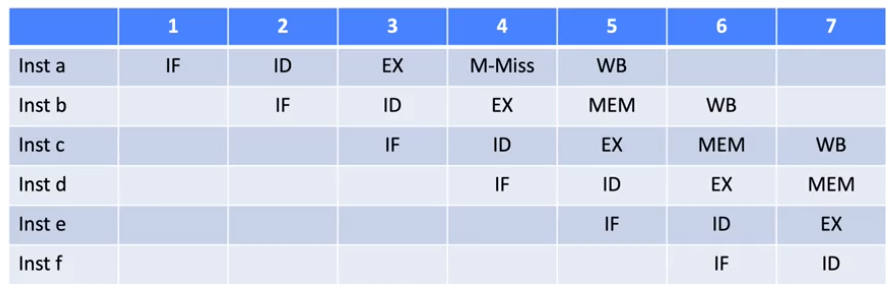 1 2 3 4 5 6 7
Inst a IF ID EX M-Miss WB
Inst b IF ID EX MEM WB
Inst c IF ID EX MEM WB
Inst d IF ID EX MEM
Inst e IF ID EX
Inst f IF ID